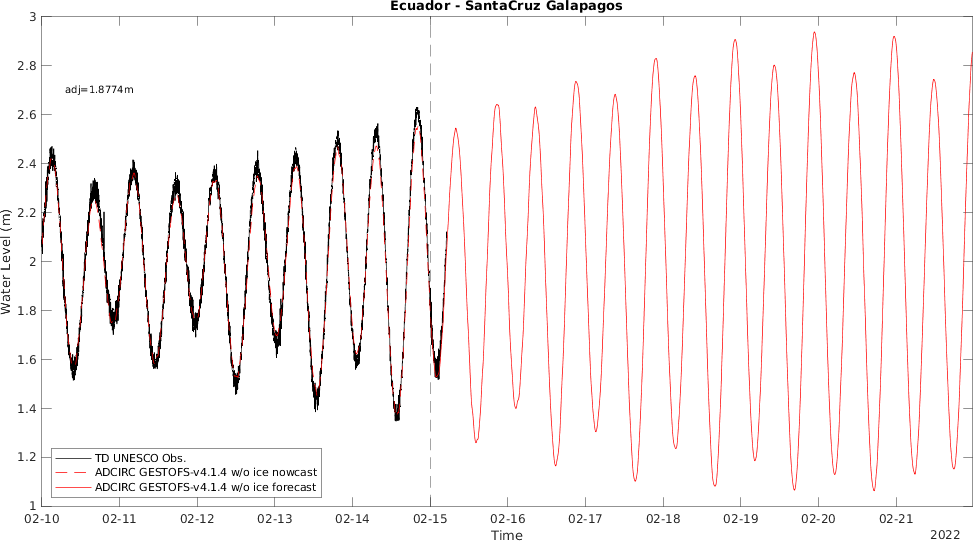 Ecuador - SantaCruz Galapagos
3
2.8
2.6
2.4
2.2
2
1.8
1.6
1.4
1.2
1
Water Level (m)
adj=1.8774m
TD UNESCO Obs.
ADCIRC GESTOFS-v4.1.4 w/o ice nowcast
ADCIRC GESTOFS-v4.1.4 w/o ice forecast
02-10 02-11 02-12 02-13 02-14 02-15 02-16 02-17 02-18 02-19 02-20 02-21
Time
2022